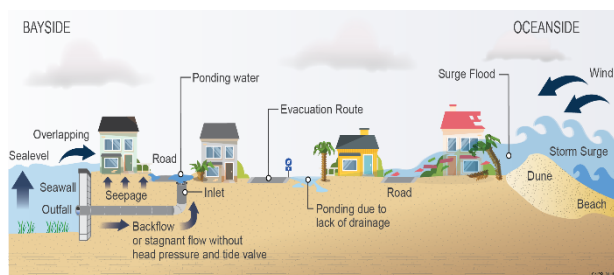 BAYSIDE
OCEANSIDE
Ponding water
Surge Flood
Wind
Evacuation Route
Overlapping
Sealevel
Road
Storm Surge
Seawall
Seepage
Inlet
Road
Dune
Outfall
Beach
Backflow
or stagnant flow without
head pressure and tide valve
Ponding due to
lack of drainage